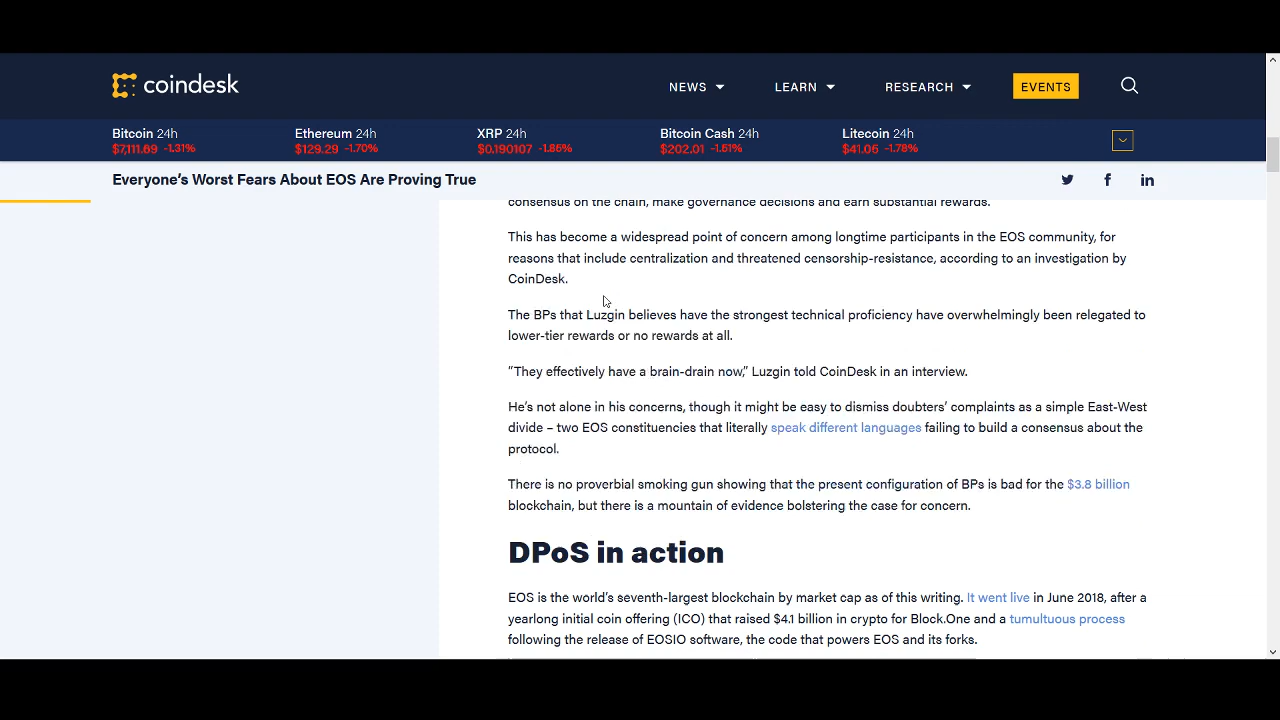 coindesk
NEWS LEARN RESEARCH EVENTS
Bitcoin 24h Ethereum 24h XRP 24h Bitcoin Cash 24h Litecoin 24h
$7,111.69 -1.31% $129.29 -1.70% $0.190107 -1.86% $202.01 -1.61% $41.05 -1.78%
Everyone's Worst Fears About EOS Are Proving True
consensus on the chain, make governance decisions and earn substantial rewards.
This has become a widespread point of concern among longtime participants in the EOS community, for
reasons that include centralization and threatened censorship-resistance, according to an investigation by
CoinDesk.
The BPs that Luzgin believes have the strongest technical proficiency have overwhelmingly been relegated to
lower-tier rewards or no rewards at all.
"They effectively have a brain-drain now," Luzgin told CoinDesk in an interview.
He's not alone in his concerns, though it might be easy to dismiss doubters' complaints as a simple East-West
divide – two EOS constituencies that literally speak different languages failing to build a consensus about the
protocol.
There is no proverbial smoking gun showing that the present configuration of BPs is bad for the $3.8 billion
blockchain, but there is a mountain of evidence bolstering the case for concern.
DPoS in action
EOS is the world's seventh-largest blockchain by market cap as of this writing. It went live in June 2018, after a
yearlong initial coin offering (ICO) that raised $4.1 billion in crypto for Block.One and a tumultuous process
following the release of EOSIO software, the code that powers EOS and its forks.